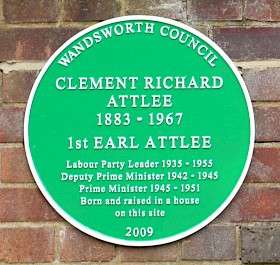 WANDSWORTH COUNCIL
CLEMENT RICHARD
ATTLEE
1883 - 1967
1st EARL ATTLEE
Labour Party Leader 1935 - 1955
Deputy Prime Minister 1942 - 1945
Prime Minister 1945 - 1951
Born and raised in a house
on this site
2009